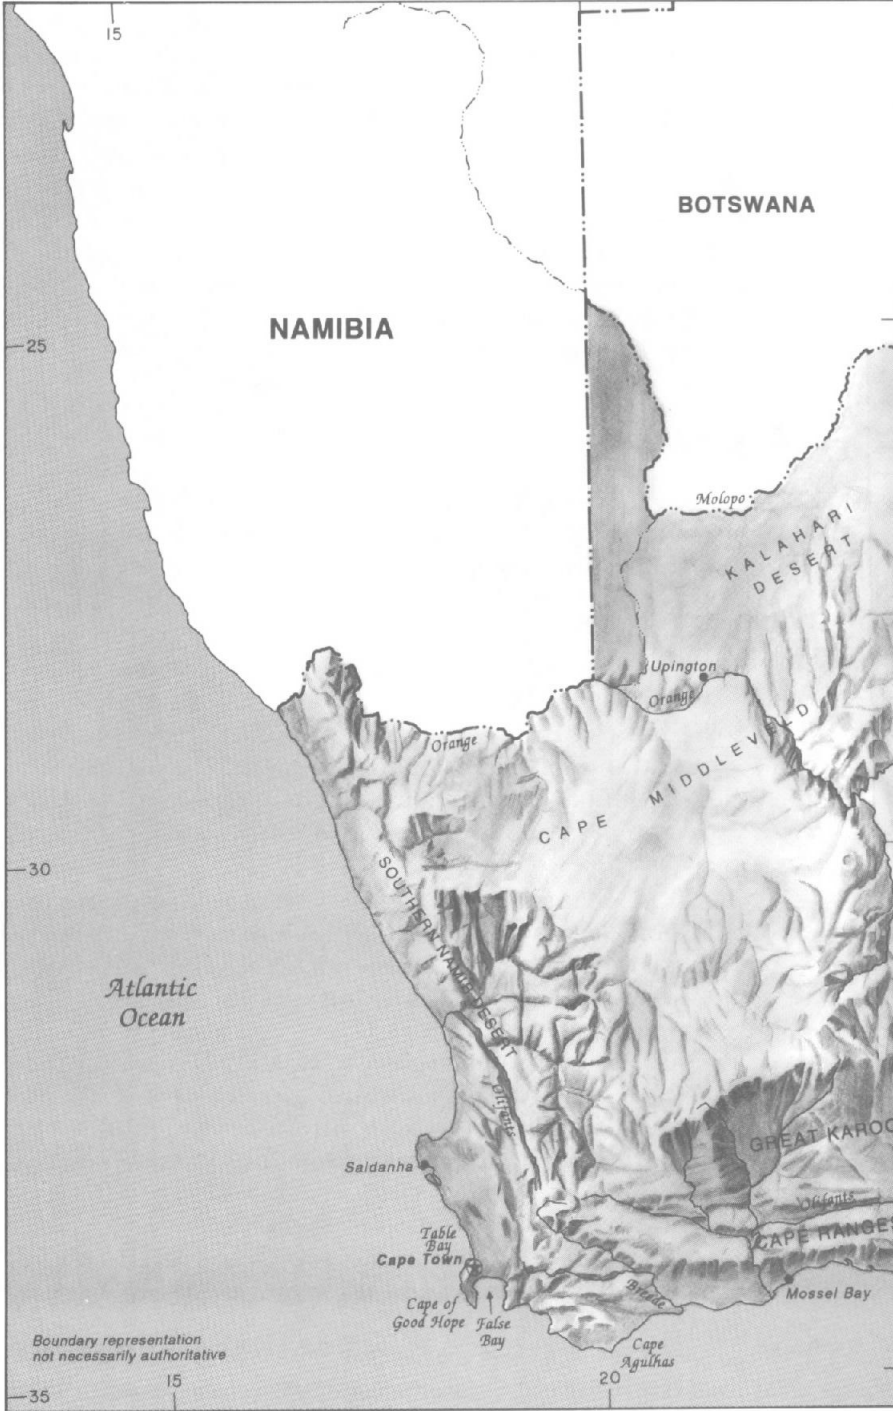 15
BOTSWANA
NAMIBIA
25
Molopo
KALAHARI
DESERT
Upington
Orange
Orange
CAPE MIDDLEVELD
30
SOUTHERN NAMIB DESERT
Atlantic
Ocean
Olifants
GREAT KAROO
Saldanha
Olifants
Table
Bay
CAPE RANGES
Cape Town
Breede
Mossel Bay
Cape of
Good Hope
False
Bay
Cape
Agulhas
Boundary representation
not necessarily authoritative
15
20
35